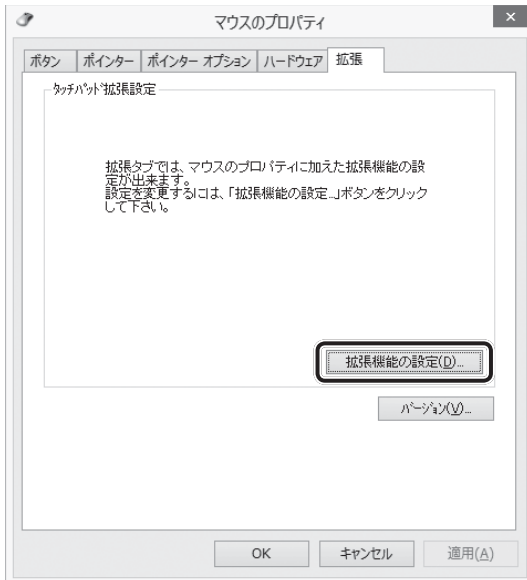 マウスのプロパティ
×
ボタン ポインター ポインター オプション ハードウェア 拡張
ﾀｯﾁﾊﾟｯﾄﾞ拡張設定
拡張タブでは、マウスのプロパティに加えた拡張機能の設
定が出来ます。
設定を変更するには、「拡張機能の設定...」ボタンをクリック
して下さい。
拡張機能の設定(D)...
ﾊﾞｰｼﾞｮﾝ(V)...
OK キャンセル 適用(A)